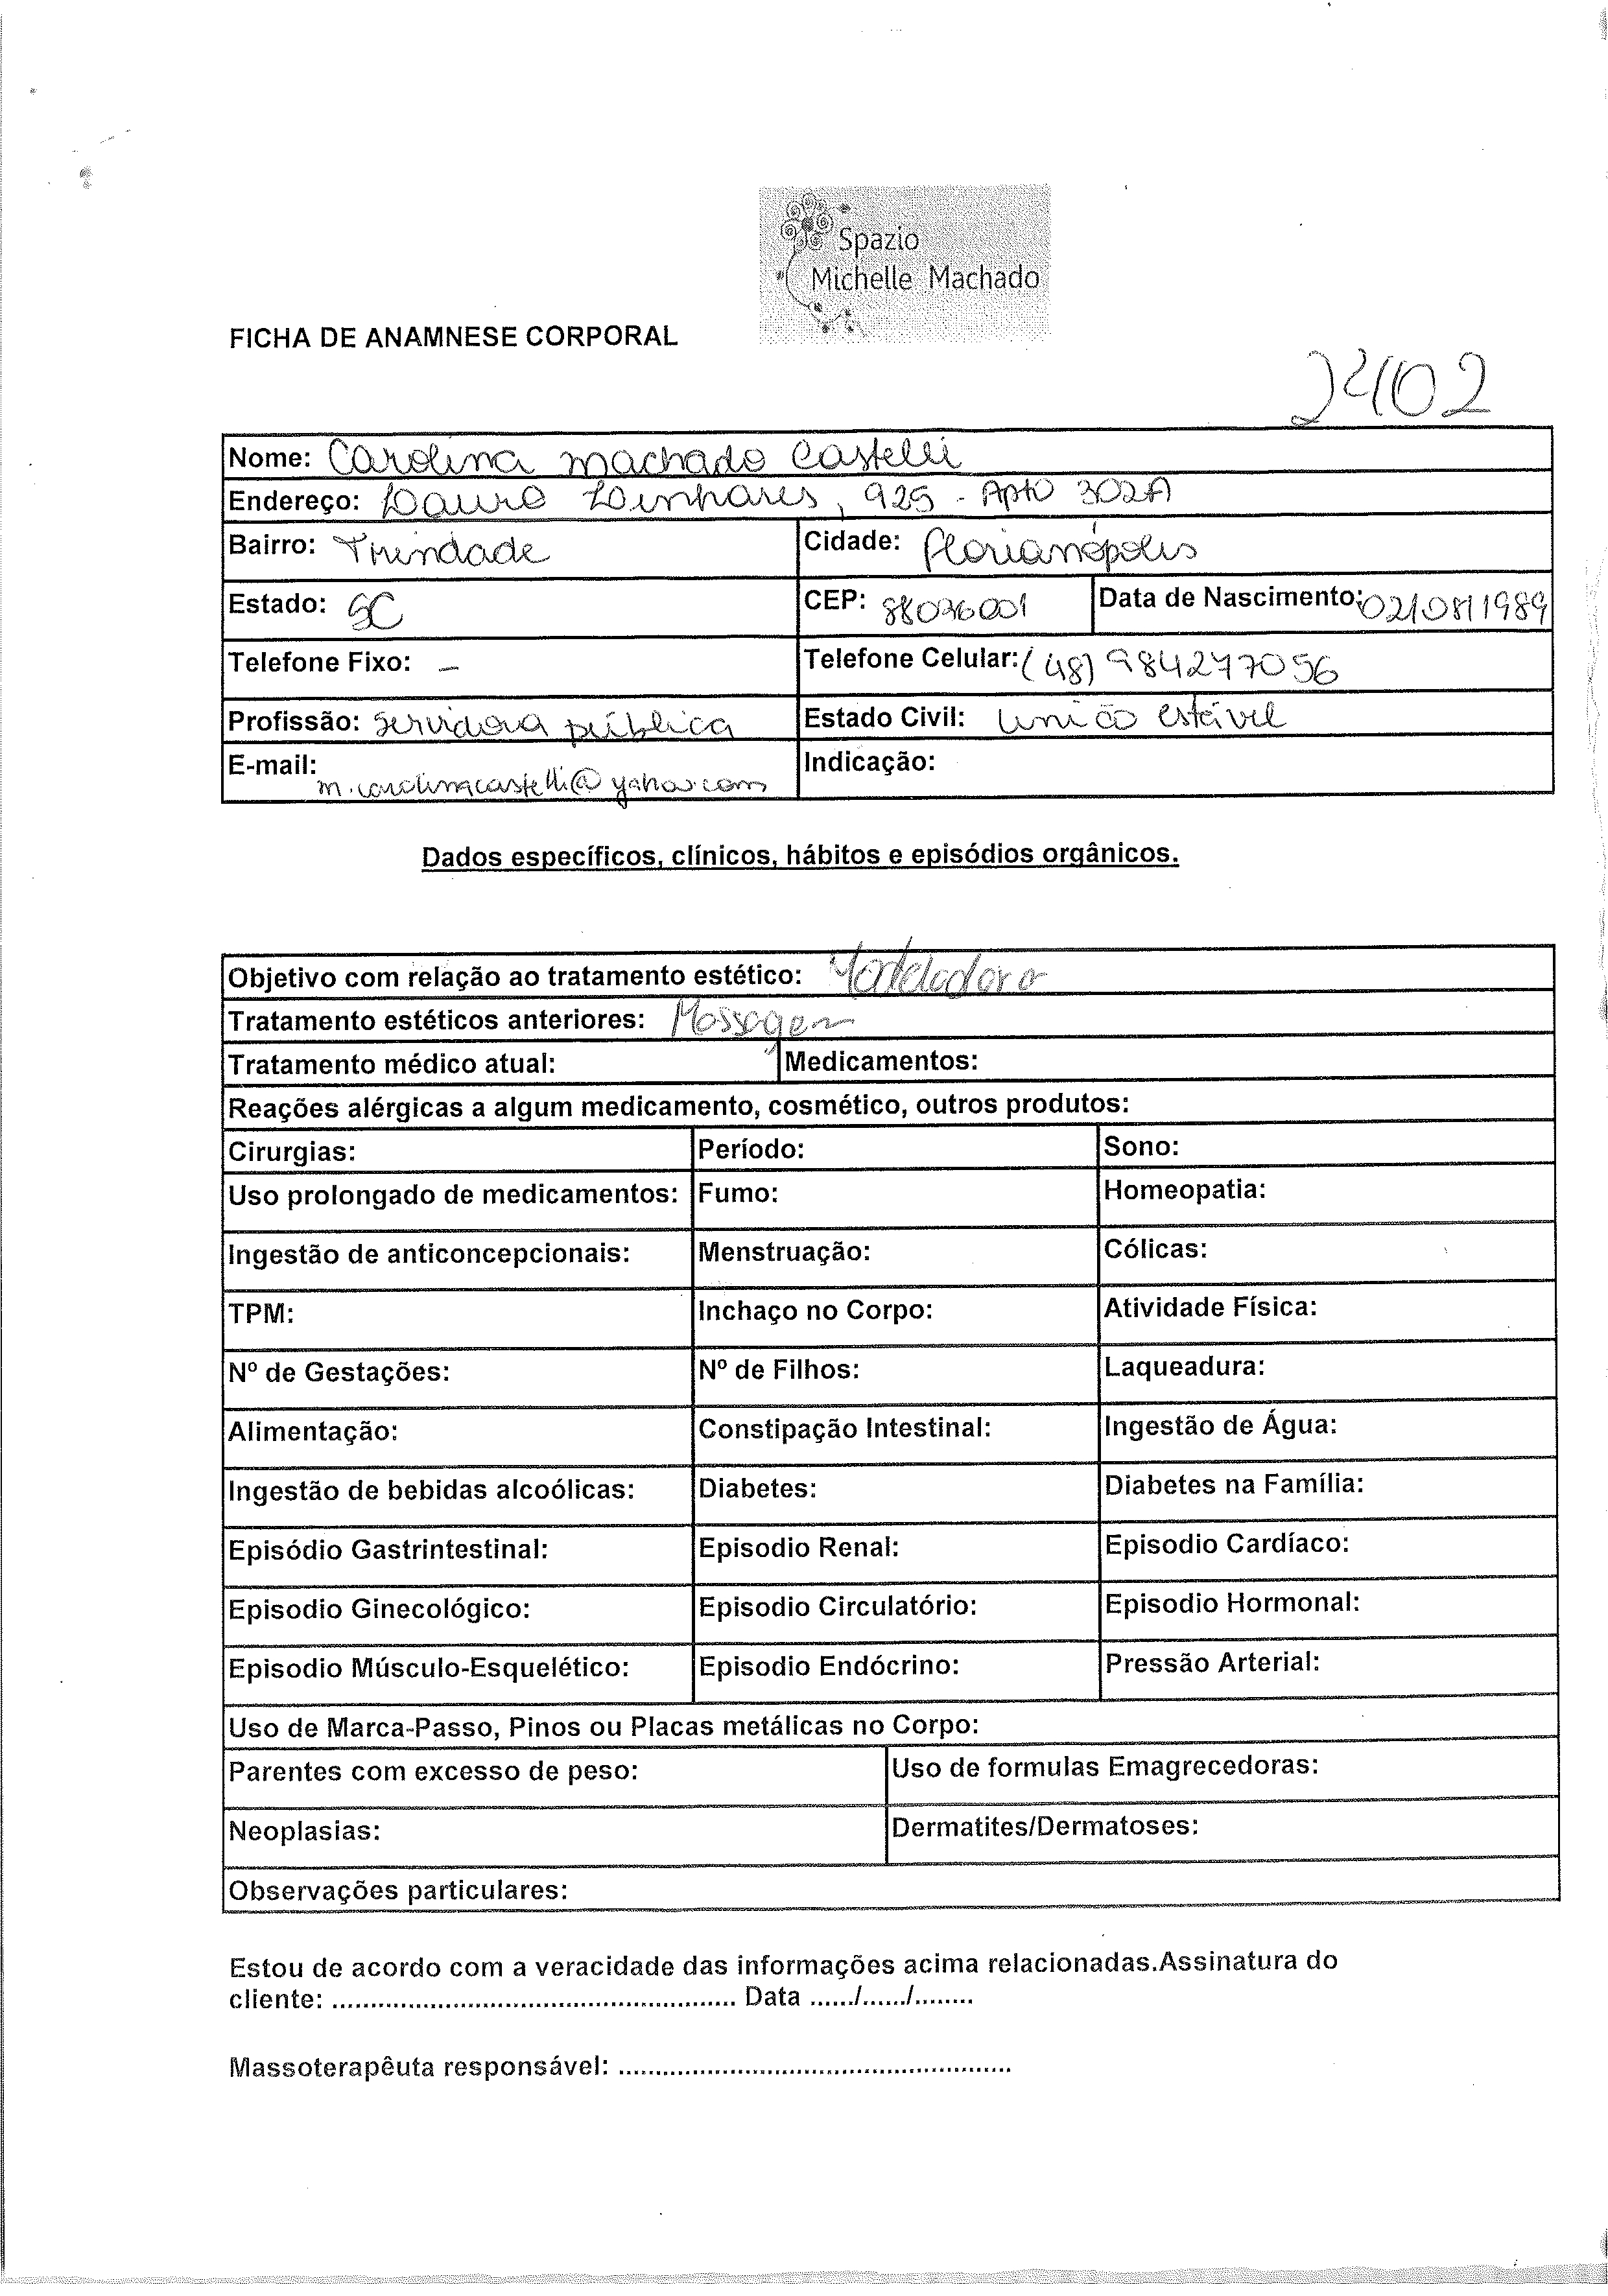 Spazio
Michelle Machado
FICHA DE ANAMNESE CORPORAL
2402
Nome: Carolina machado Castelli
Endereço: Lauro Linhares, 925 - Apto 302A
Bairro: Trindade Cidade: Florianópolis
Estado: SC CEP: 88036001 Data de Nascimento: 02/08/1989
Telefone Fixo: – Telefone Celular: (48) 984247056
Profissão: Servidora pública Estado Civil: união estável
E-mail: m.carolinacastelli@yahoo.com Indicação:
Dados específicos, clínicos, hábitos e episódios orgânicos.
Objetivo com relação ao tratamento estético:
Tratamento estéticos anteriores: Massagem
Tratamento médico atual: Medicamentos:
Reações alérgicas a algum medicamento, cosmético, outros produtos:
Cirurgias: Período: Sono:
Uso prolongado de medicamentos: Fumo: Homeopatia:
Ingestão de anticoncepcionais: Menstruação: Cólicas:
TPM: Inchaço no Corpo: Atividade Física:
Nº de Gestações: Nº de Filhos: Laqueadura:
Alimentação: Constipação Intestinal: Ingestão de Água:
Ingestão de bebidas alcoólicas: Diabetes: Diabetes na Família:
Episódio Gastrintestinal: Episodio Renal: Episodio Cardíaco:
Episodio Ginecológico: Episodio Circulatório: Episodio Hormonal:
Episodio Músculo-Esquelético: Episodio Endócrino: Pressão Arterial:
Uso de Marca-Passo, Pinos ou Placas metálicas no Corpo:
Parentes com excesso de peso: Uso de formulas Emagrecedoras:
Neoplasias: Dermatites/Dermatoses:
Observações particulares:
Estou de acordo com a veracidade das informações acima relacionadas.Assinatura do
cliente: .................................................... Data ....../....../........
Massoterapêuta responsável: ....................................................